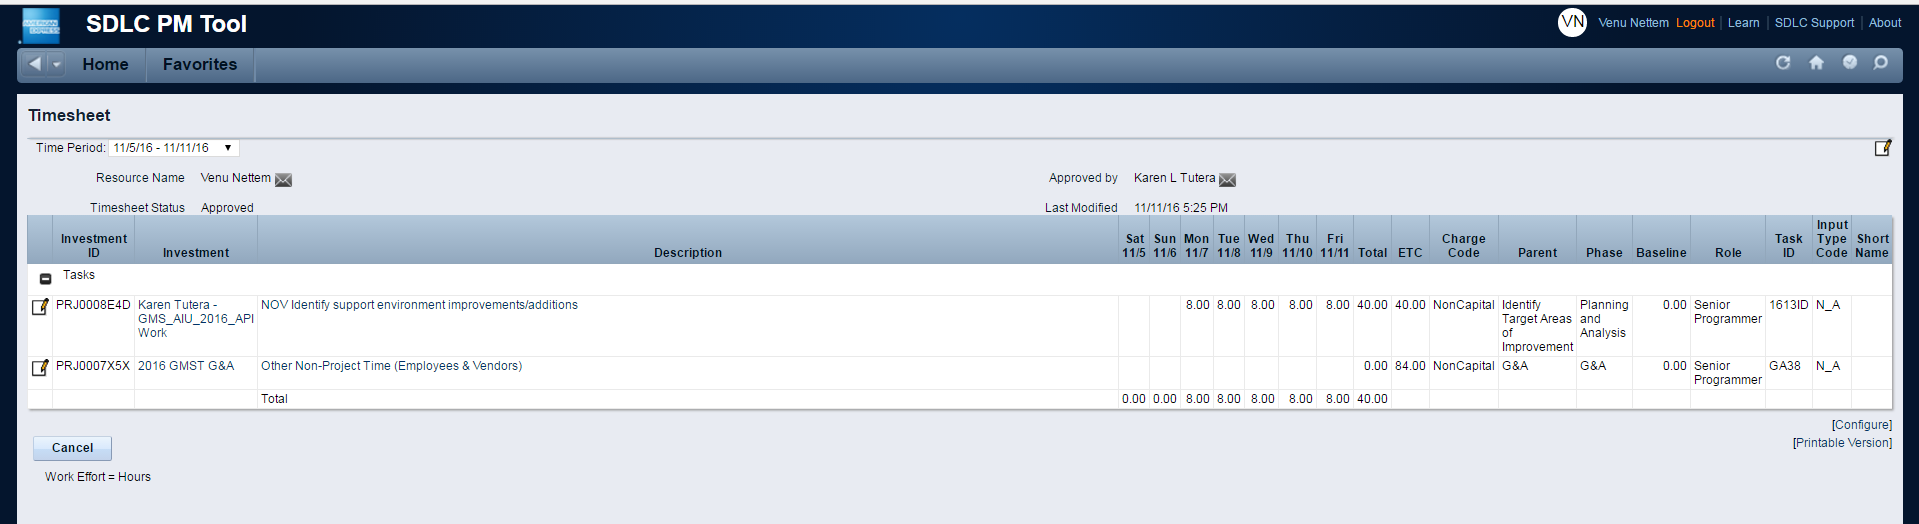 AMERICAN EXPRESS
SDLC PM Tool
VN Venu Nettem Logout Learn SDLC Support About
Home Favorites
Timesheet
Time Period: 11/5/16 - 11/11/16
Resource Name Venu Nettem Approved by Karen L Tutera
Timesheet Status Approved Last Modified 11/11/16 5:25 PM
Investment ID Investment Description Sat 11/5 Sun 11/6 Mon 11/7 Tue 11/8 Wed 11/9 Thu 11/10 Fri 11/11 Total ETC Charge Code Parent Phase Baseline Role Task ID Input Type Code Short Name
Tasks
PRJ0008E4D Karen Tutera - GMS_AIU_2016_API Work NOV Identify support environment improvements/additions 8.00 8.00 8.00 8.00 8.00 40.00 40.00 NonCapital Identify Target Areas of Improvement Planning and Analysis 0.00 Senior Programmer 1613ID N_A
PRJ0007X5X 2016 GMST G&A Other Non-Project Time (Employees & Vendors) 0.00 84.00 NonCapital G&A G&A 0.00 Senior Programmer GA38 N_A
Total 0.00 0.00 8.00 8.00 8.00 8.00 8.00 40.00
[Configure]
Cancel [Printable Version]
Work Effort = Hours